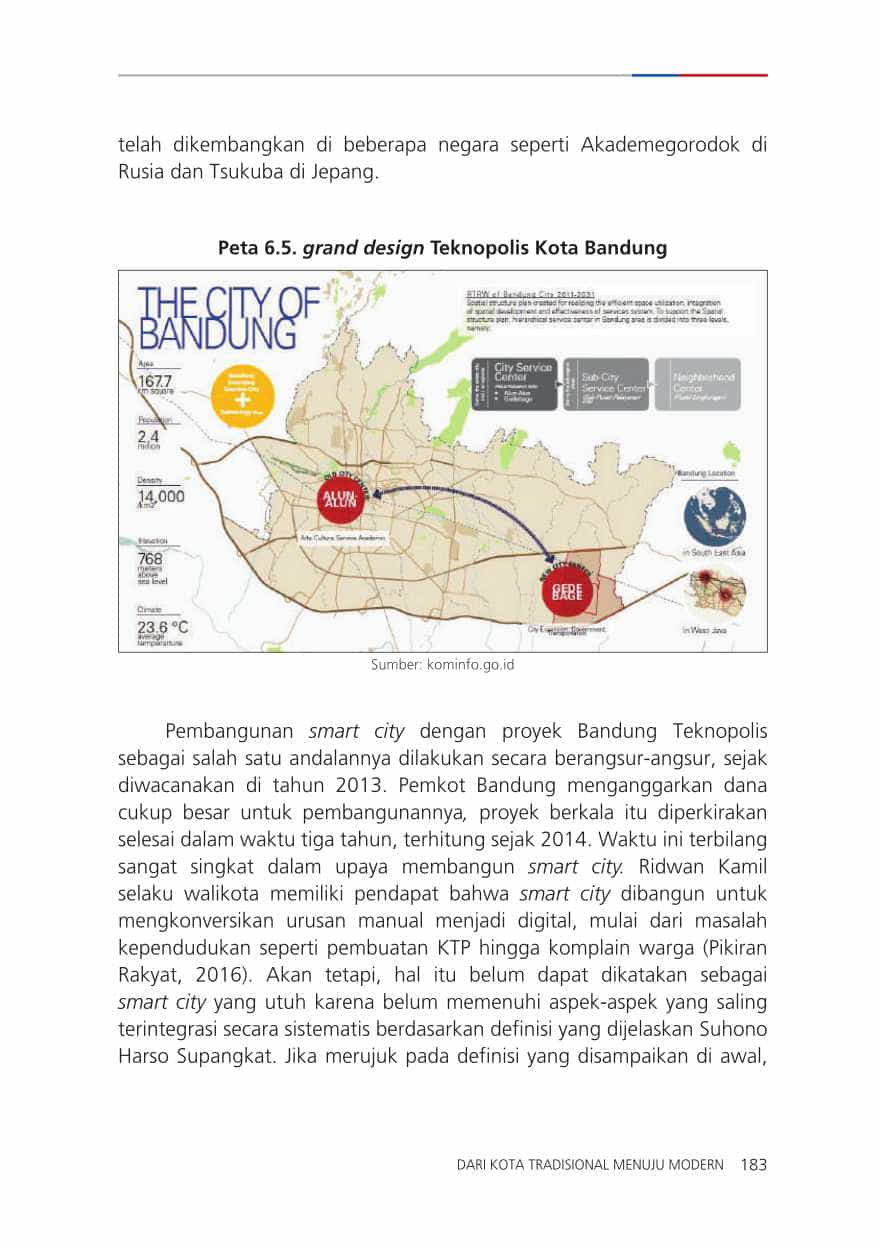 telah dikembangkan di beberapa negara seperti Akademegorodok di
Rusia dan Tsukuba di Jepang.
Peta 6.5. grand design Teknopolis Kota Bandung
THE CITY OF
BANDUNG
Area
167.7
km square
Population
2,4
million
Density
14,000
/km2
Elevation
768
meters
above
sea level
Climate
23.6 °C
average
temperarture
RTRW of Bandung City 2011-2031
Spatial structure plan created for realizing the efficient space utilization, integration
of spatial development and effectiveness of services system. To support the Spatial
structure plan, hierarchical service center in Bandung area is divided into three levels,
namely:
City Service
Center
Alun-Alun
Gedebage
Sub-City
Service Center
Neighborhood
Center
OLD CITY CENTER
ALUN-
ALUN
Arts Culture, Service Academic
NEW CITY CENTER
GEDE
BAGE
City Expansion, Government,
Transportation
Bandung Location
in South East Asia
in West Java
Sumber: kominfo.go.id
Pembangunan smart city dengan proyek Bandung Teknopolis
sebagai salah satu andalannya dilakukan secara berangsur-angsur, sejak
diwacanakan di tahun 2013. Pemkot Bandung menganggarkan dana
cukup besar untuk pembangunannya, proyek berkala itu diperkirakan
selesai dalam waktu tiga tahun, terhitung sejak 2014. Waktu ini terbilang
sangat singkat dalam upaya membangun smart city. Ridwan Kamil
selaku walikota memiliki pendapat bahwa smart city dibangun untuk
mengkonversikan urusan manual menjadi digital, mulai dari masalah
kependudukan seperti pembuatan KTP hingga komplain warga (Pikiran
Rakyat, 2016). Akan tetapi, hal itu belum dapat dikatakan sebagai
smart city yang utuh karena belum memenuhi aspek-aspek yang saling
terintegrasi secara sistematis berdasarkan definisi yang dijelaskan Suhono
Harso Supangkat. Jika merujuk pada definisi yang disampaikan di awal,
DARI KOTA TRADISIONAL MENUJU MODERN 183